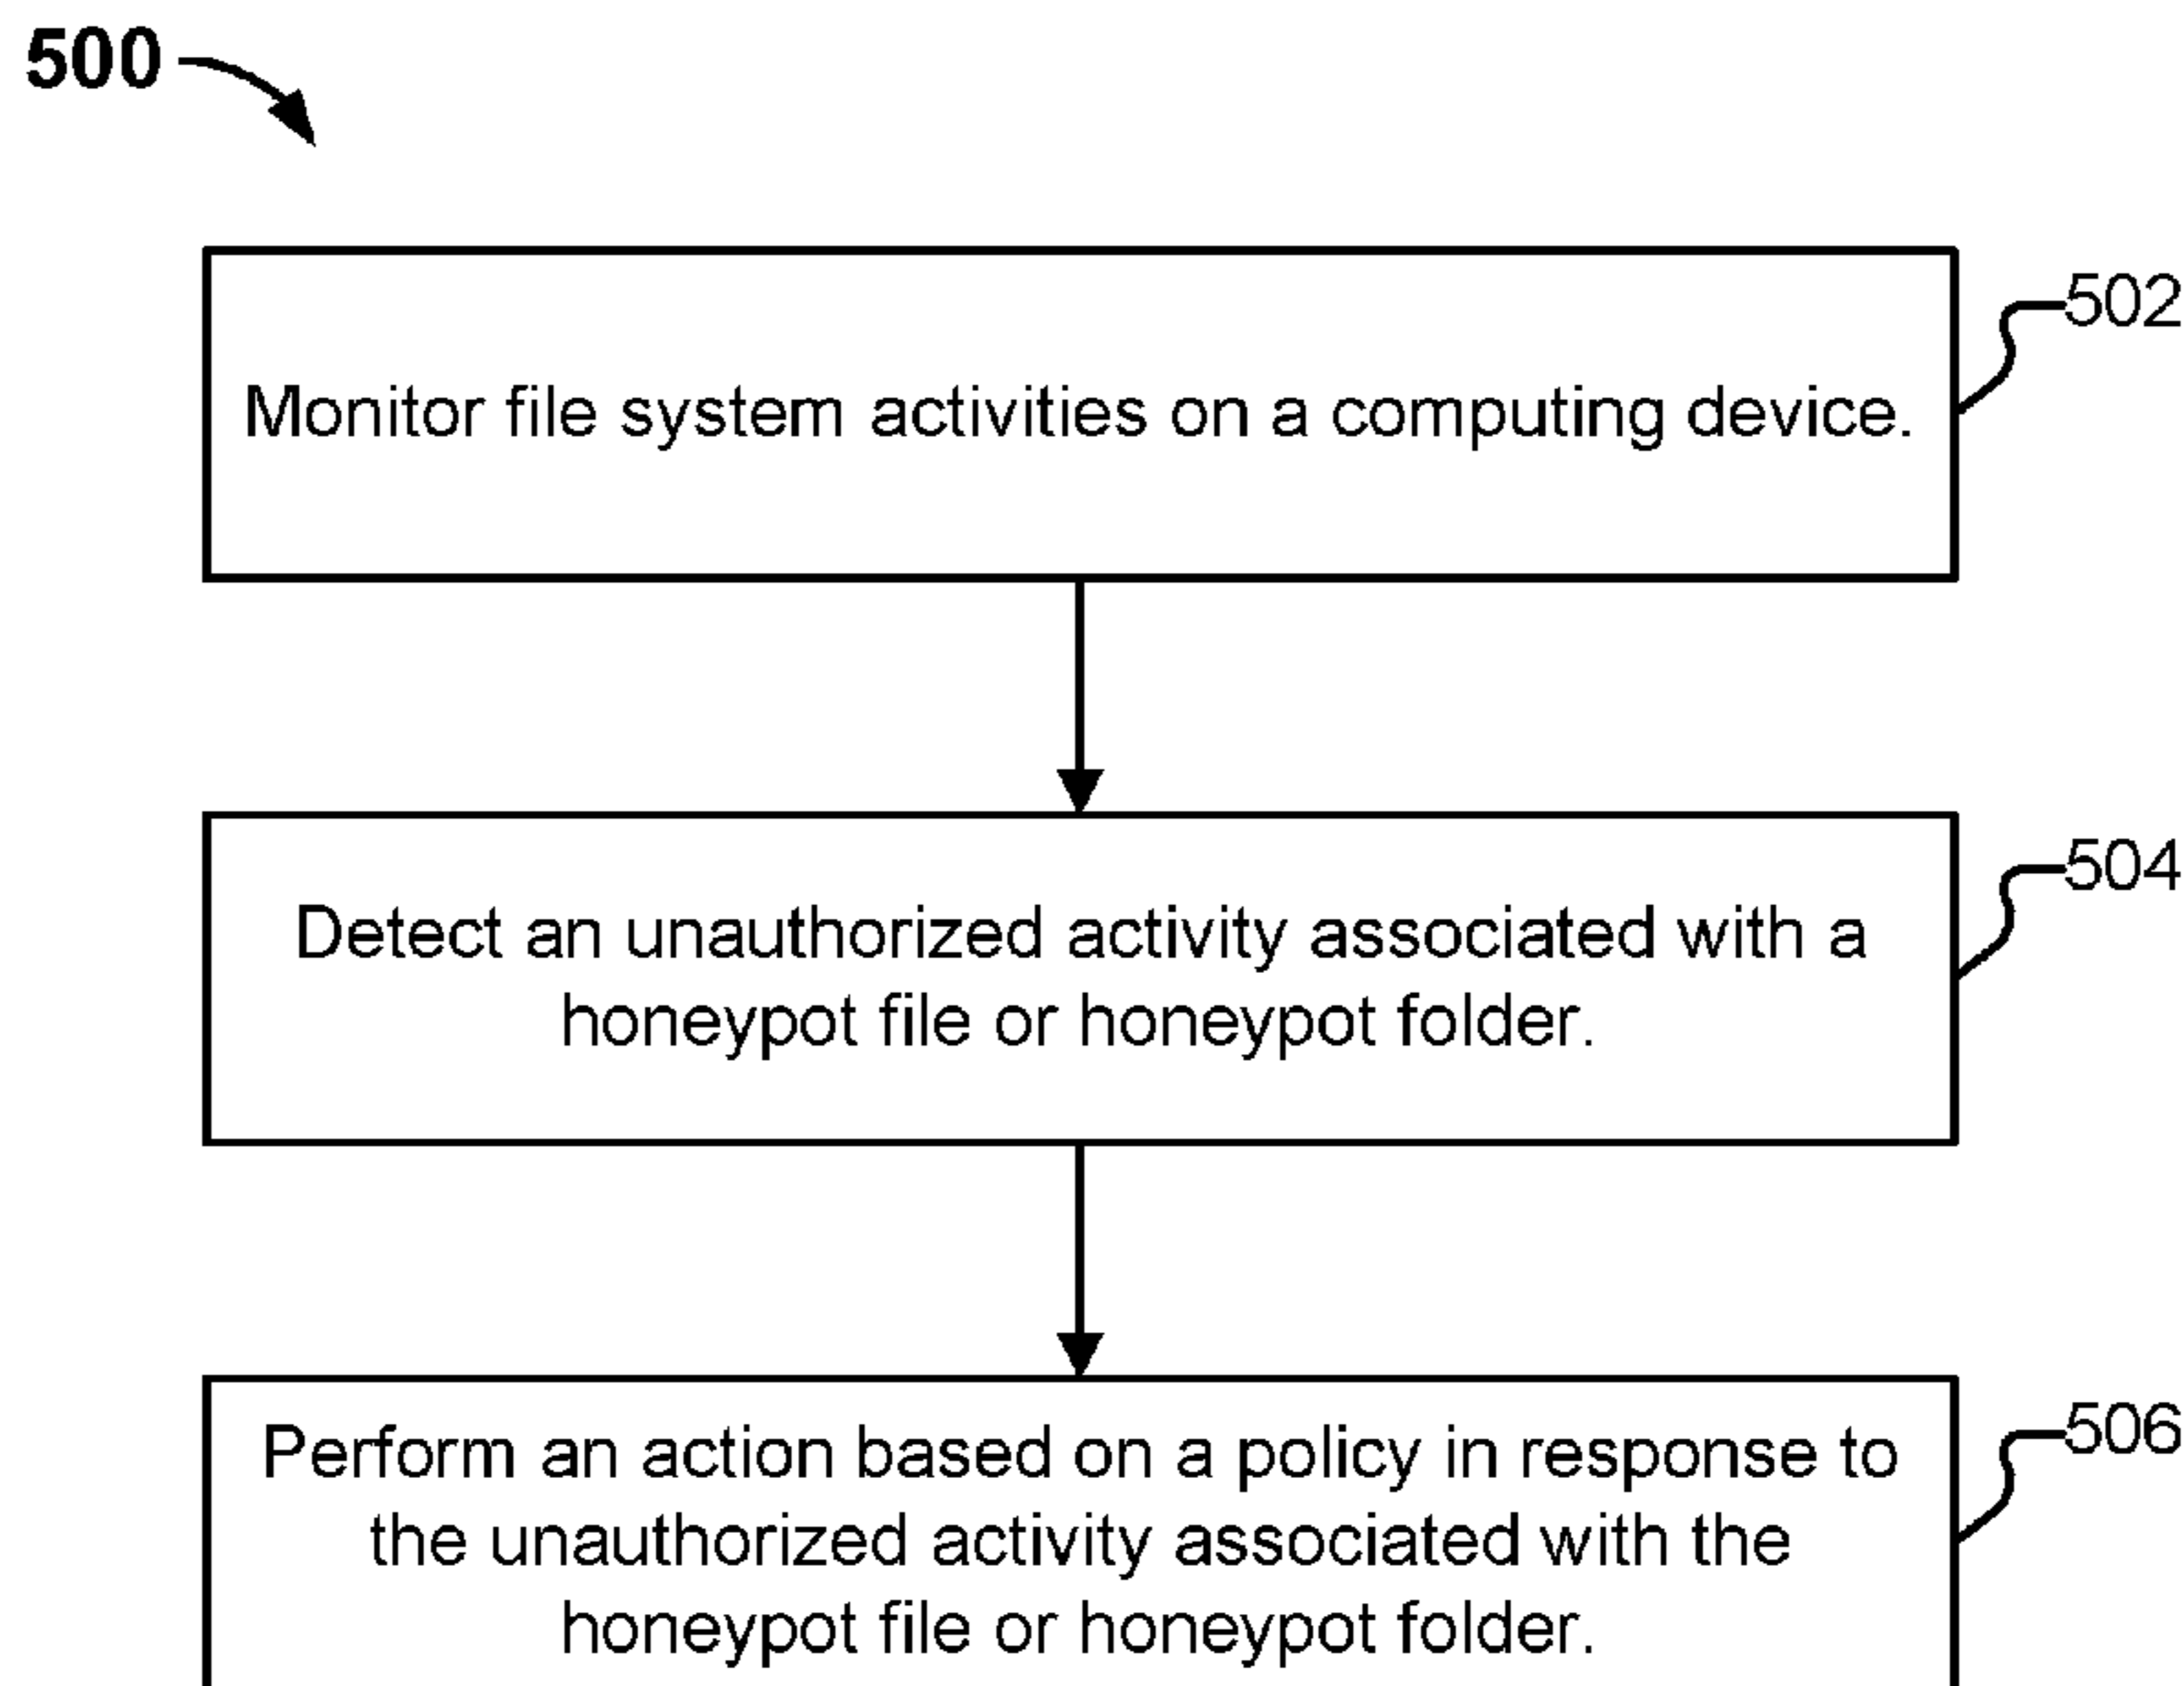 500
502
Monitor file system activities on a computing device.
504
Detect an unauthorized activity associated with a
honeypot file or honeypot folder.
506
Perform an action based on a policy in response to
the unauthorized activity associated with the
honeypot file or honeypot folder.